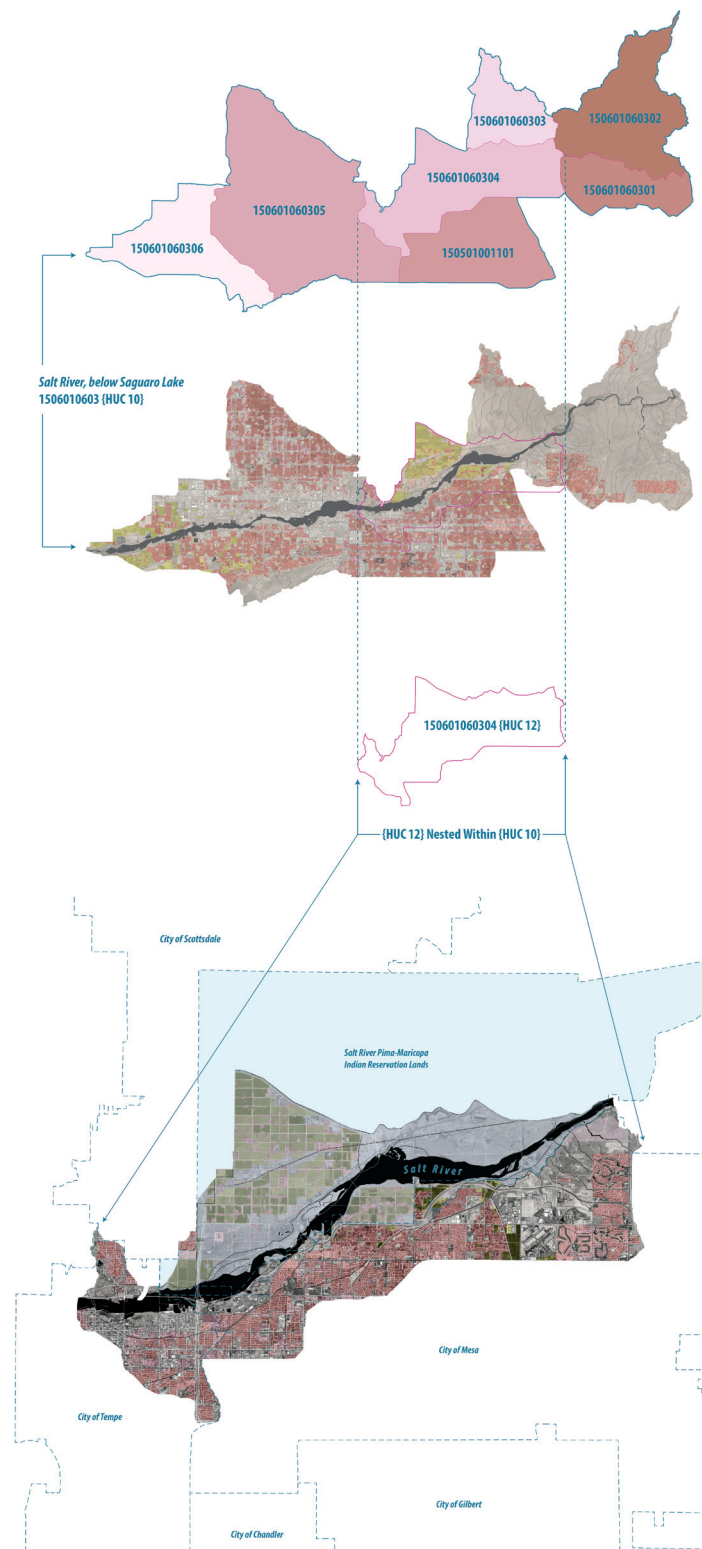 150601060302
150601060303
150601060304
150601060301
150601060305
150601060306
150501001101
Salt River, below Saguaro Lake
1506010603 {HUC 10}
150601060304 {HUC 12}
{HUC 12} Nested Within {HUC 10}
City of Scottsdale
Salt River Pima-Maricopa
Indian Reservation Lands
Salt River
City of Mesa
City of Tempe
City of Gilbert
City of Chandler